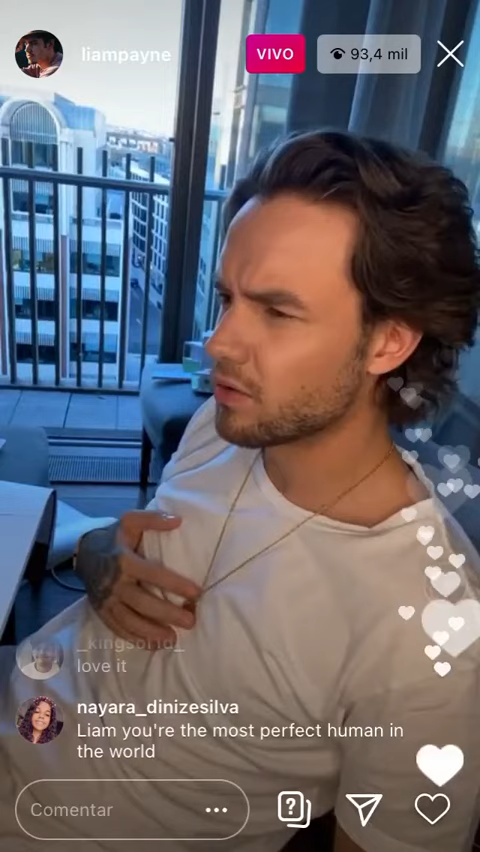 liampayne
VIVO
93,4 mil
love it
nayara_dinizesilva
Liam you're the most perfect human in
the world
Comentar